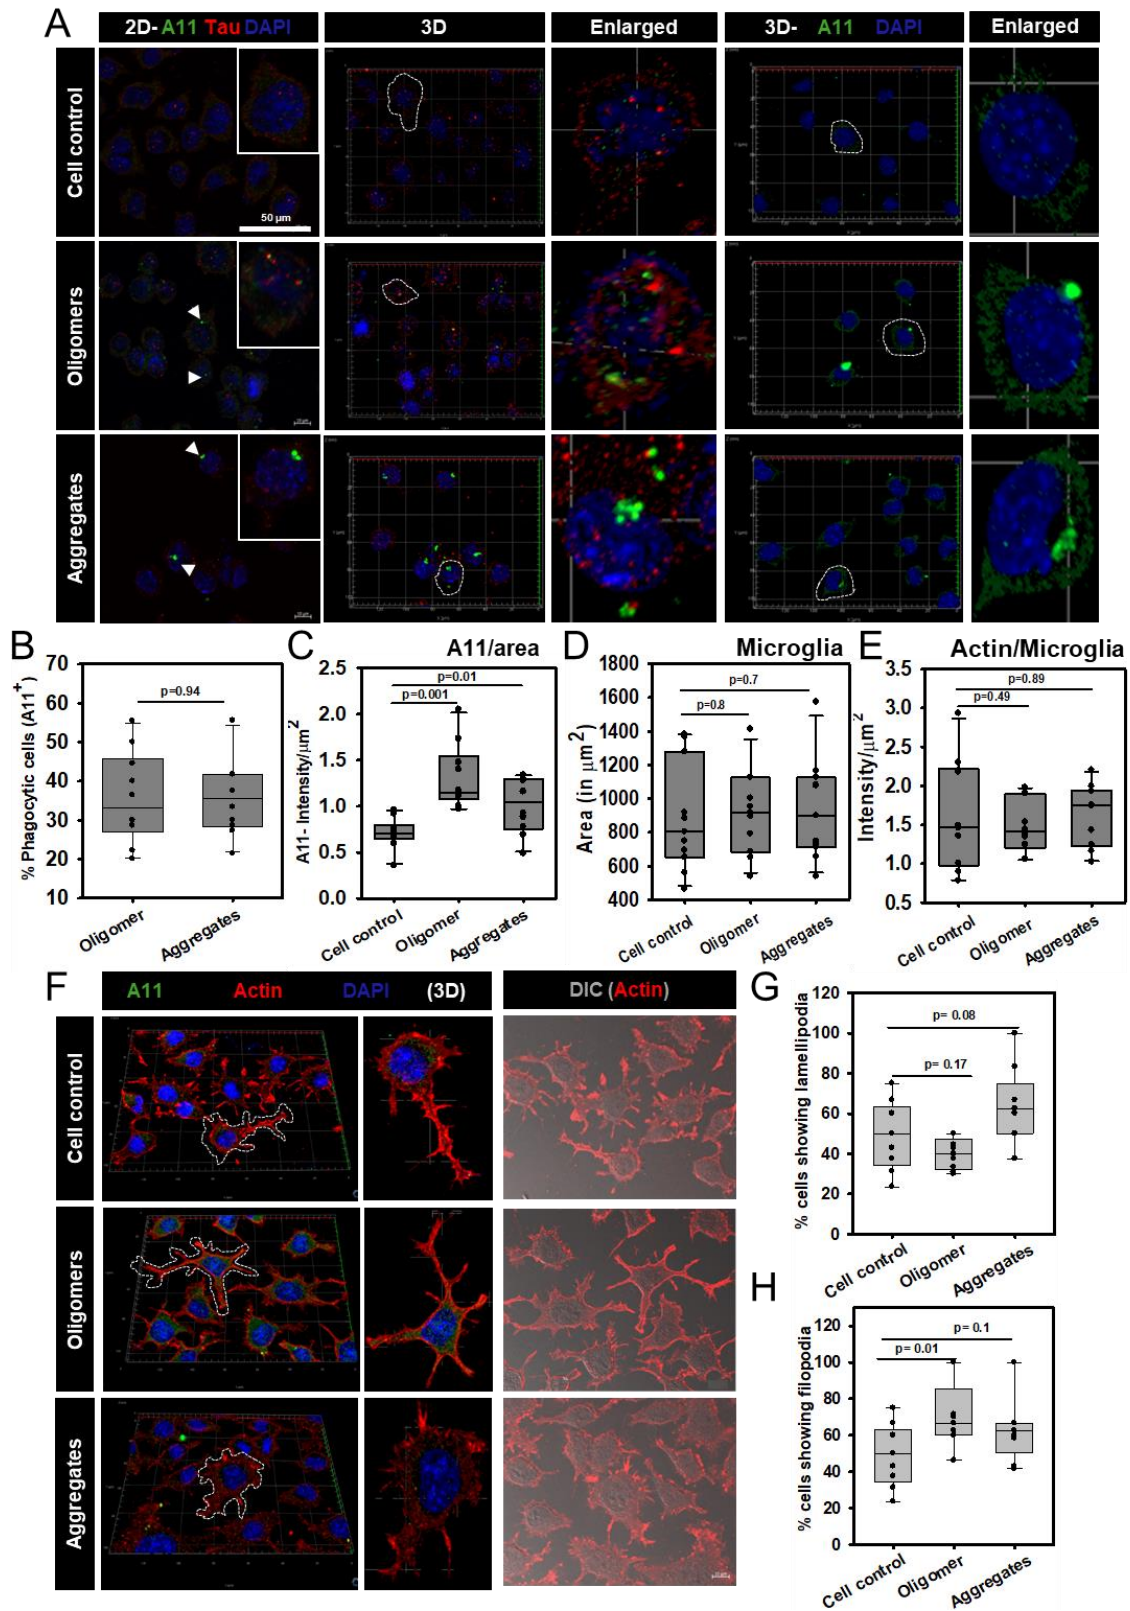 A
2D- A11 Tau DAPI
3D
Enlarged
3D- A11 DAPI
Enlarged
Cell control
50 µm
Oligomers
Aggregates
B
% Phagocytic cells (A11+)
70
60
50
40
30
20
10
p=0.94
Oligomer
Aggregates
C
A11/area
A11- Intensity/µm2
2.5
2.0
1.5
1.0
0.5
0.0
p=0.01
p=0.001
Cell control
Oligomer
Aggregates
D
Microglia
Area (in µm2)
1800
1600
1400
1200
1000
800
600
400
p=0.7
p=0.8
Cell control
Oligomer
Aggregates
E
Actin/Microglia
Intensity/µm2
3.5
3.0
2.5
2.0
1.5
1.0
0.5
p=0.89
p=0.49
Cell control
Oligomer
Aggregates
F
A11 Actin DAPI (3D)
DIC (Actin)
Cell control
Oligomers
Aggregates
G
% cells showing lamellipodia
120
100
80
60
40
20
0
p= 0.08
p= 0.17
Cell control
Oligomer
Aggregates
H
% cells showing filopodia
120
100
80
60
40
20
0
p= 0.1
p= 0.01
Cell control
Oligomer
Aggregates